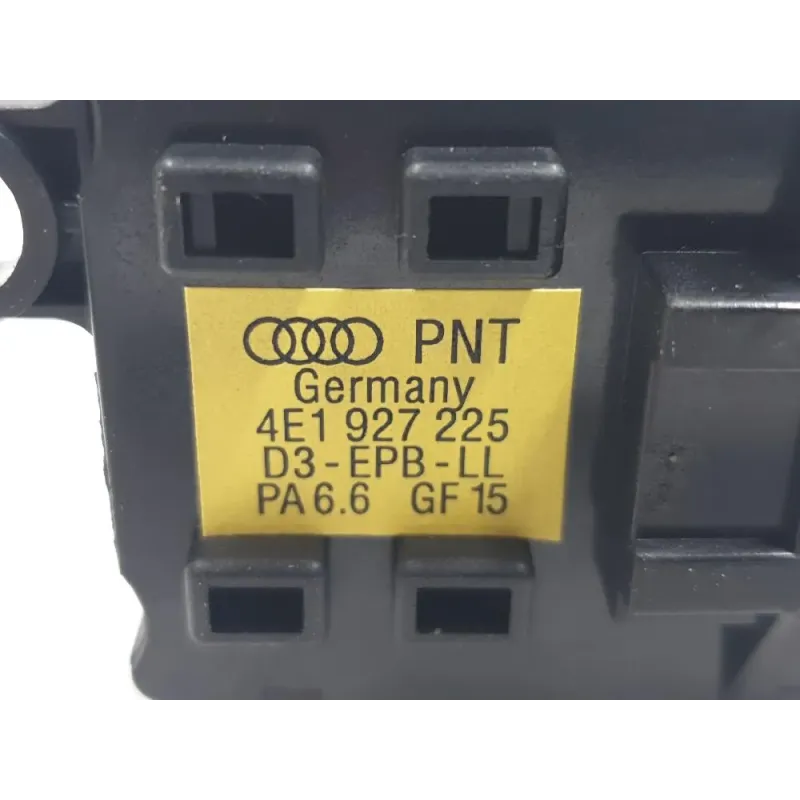 PNT
Germany
4E1 927 225
D3-EPB-LL
PA6.6 GF15